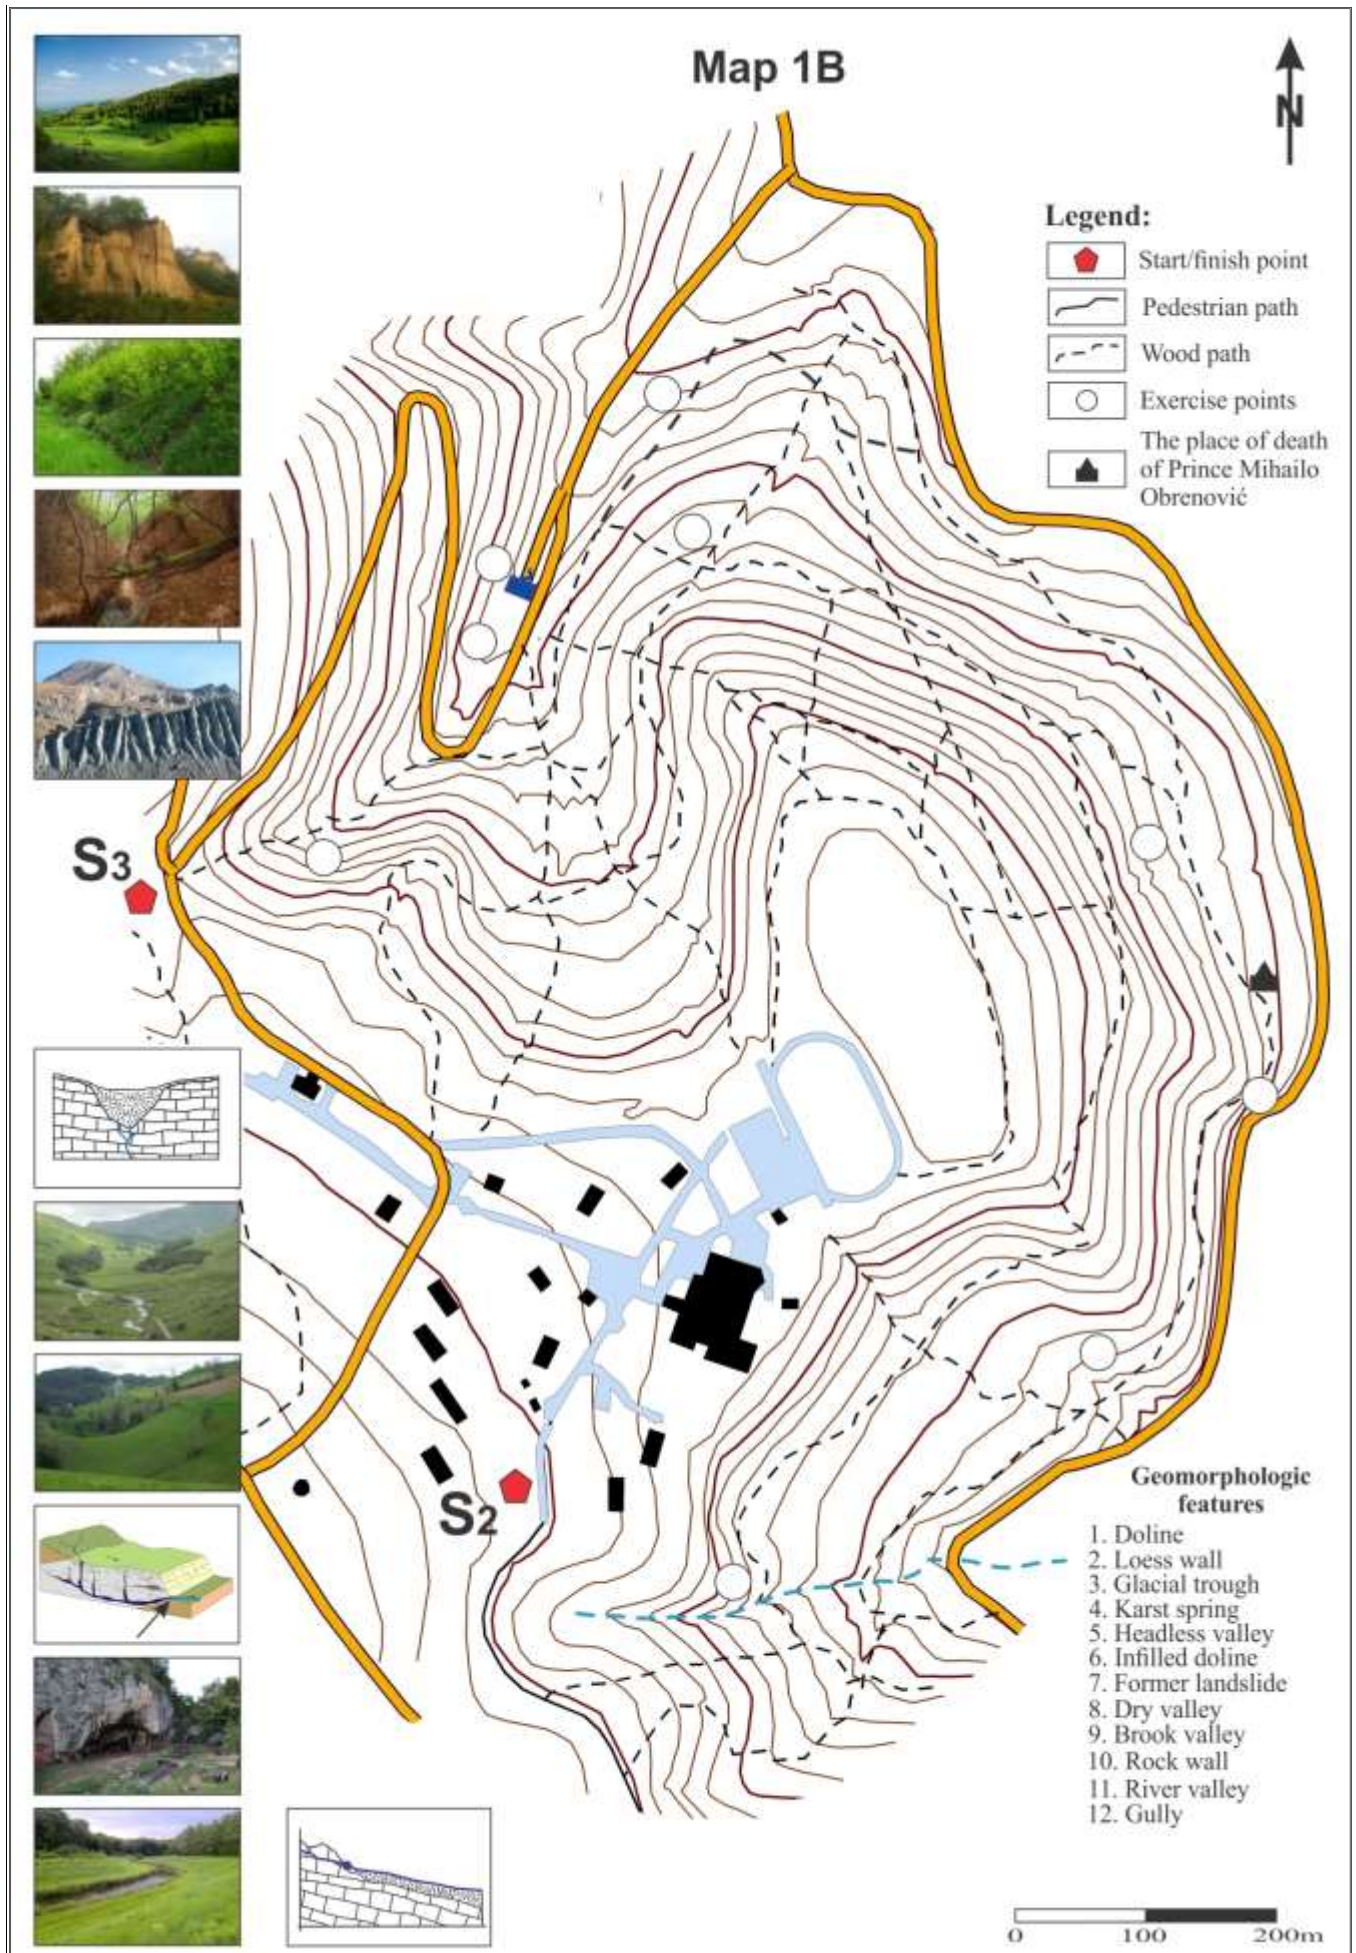 Map 1B
N
Legend:
Start/finish point
Pedestrian path
Wood path
Exercise points
The place of death
of Prince Mihailo
Obrenović
S3
S2
Geomorphologic
features
1. Doline
2. Loess wall
3. Glacial trough
4. Karst spring
5. Headless valley
6. Infilled doline
7. Former landslide
8. Dry valley
9. Brook valley
10. Rock wall
11. River valley
12. Gully
0 100 200m